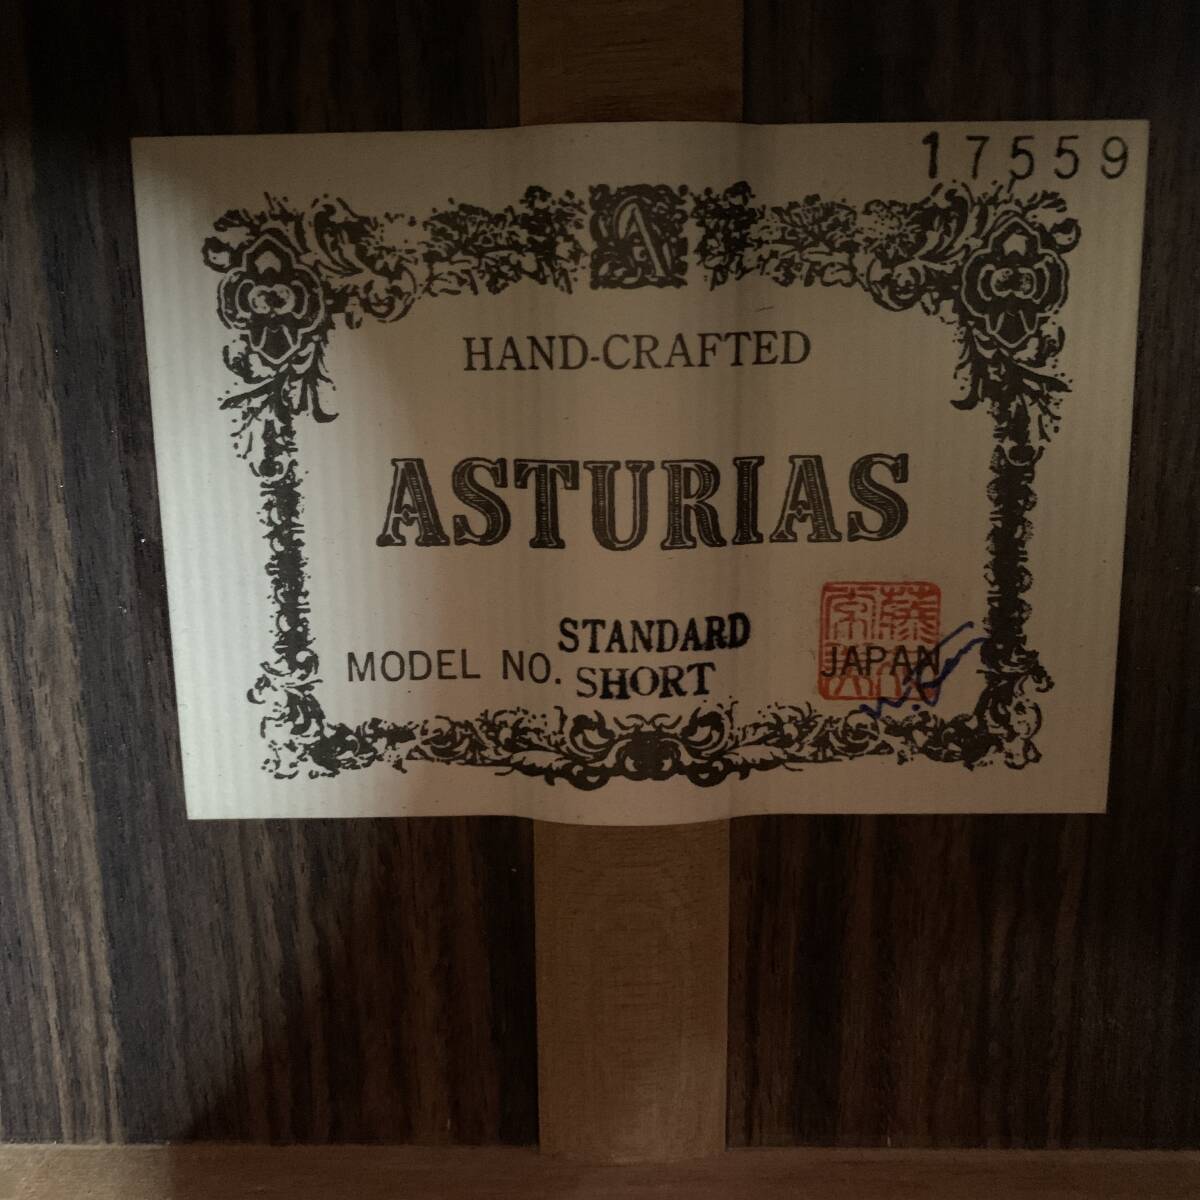 17559
A
HAND-CRAFTED
ASTURIAS
MODEL NO. STANDARD
SHORT
JAPAN